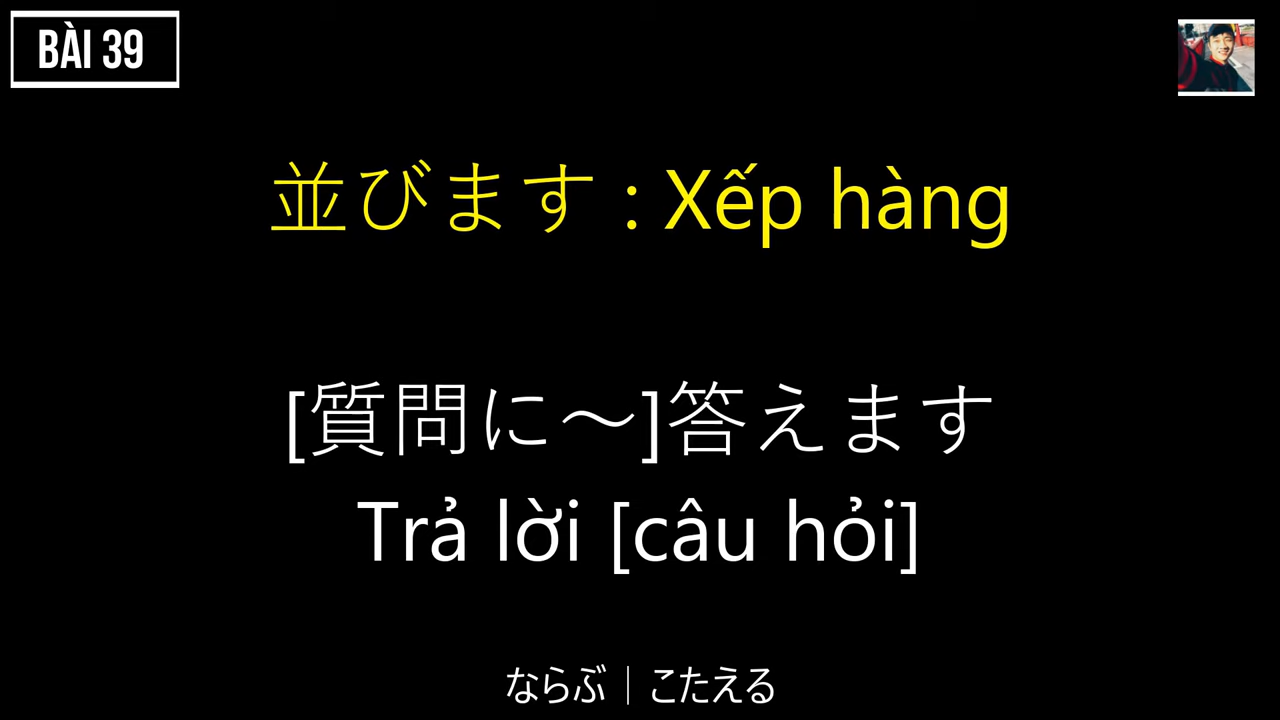 BÀI 39
並びます : Xếp hàng
[質問に〜]答えます
Trả lời [câu hỏi]
ならぶ｜こたえる